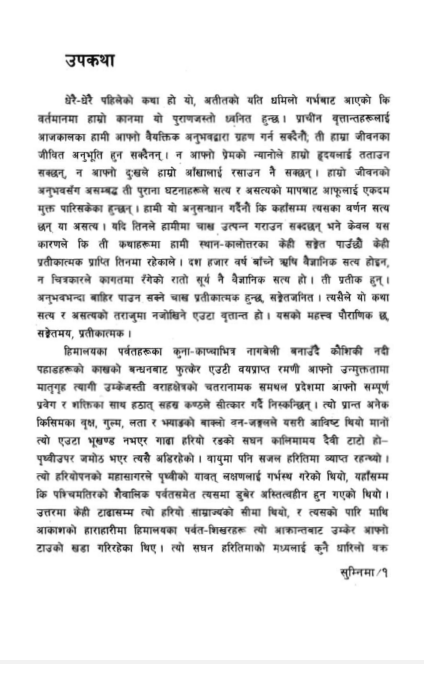 उपकथा
धेरै-धेरै पहिलेको कथा हो यो, अतीतको यति धमिलो गर्भबाट आएको कि
वर्तमानमा हाम्रो कानमा यो पुराणजस्तो ध्वनित हुन्छ । प्राचीन वृत्तान्तहरूलाई
आजकालका हामी आफ्नो वैयक्तिक अनुभवद्वारा ग्रहण गर्न सक्दैनौं; ती हाम्रा जीवनका
जीवित अनुभूति हुन सक्दैनन् । न आफ्नो प्रेमको न्यानोले हाम्रो हृदयलाई तताउन
सक्छन्, न आफ्नो दुःखले हाम्रो आँखालाई रसाउन नै सक्छन् । हाम्रो जीवनको
अनुभवसँग असम्बद्ध ती पुराना घटनाहरूले सत्य र असत्यको मापबाट आफूलाई एकदम
मुक्त पारिसकेका हुन्छन् । हामी यो अनुसन्धान गर्दैनौं कि कहाँसम्म त्यसका वर्णन सत्य
छन् या असत्य । यदि तिनले हामीमा चाख उत्पन्न गराउन सक्दछन् भने केवल यस
कारणले कि ती कथाहरूमा हामी स्थान-कालोत्तरका केही सङ्केत पाउँछौं केही
प्रतीकात्मक प्राप्ति तिनमा रहेकाले । दश हजार वर्ष बाँच्ने ऋषि वैज्ञानिक सत्य होइनन्,
न चित्रकारले कागतमा रँगेको रातो सूर्य नै वैज्ञानिक सत्य हो । ती प्रतीक हुन् ।
अनुभवभन्दा बाहिर पाउन सक्ने चाख प्रतीकात्मक हुन्छ, सङ्केतजनित । त्यसैले यो कथा
सत्य र असत्यको तराजुमा नजोखिने एउटा वृत्तान्त हो । यसको महत्त्व पौराणिक छ,
सङ्केतमय, प्रतीकात्मक ।
हिमालयका पर्वतहरूका कुना-काप्चाभित्र नागबेली बनाउँदै कौशिकी नदी
पहाडहरूको काखको बन्धनबाट फुत्केर एउटी वयप्राप्त रमणी आफ्नो उन्मुक्ततामा
मातृगृह त्यागी उम्केजस्ती वराहक्षेत्रको चतरानामक समथल प्रदेशमा आफ्नो सम्पूर्ण
प्रवेग र शक्तिका साथ हठात् सहस्र कण्ठले सीत्कार गर्दै निस्कन्छिन् । त्यो प्रान्त अनेक
किसिमका वृक्ष, गुल्म, लता र भ्याङको बाक्लो वन-जङ्गलले यसरी आविष्ट थियो मानों
त्यो एउटा भूखण्ड नभएर गाढा हरियो रङको सघन कालिमामय दैवी टाटो हो–
पृथ्वीउपर जमोठ भएर त्यसै अडिरहेको । वायुमा पनि सजल हरितिमा व्याप्त रहन्थ्यो ।
त्यो हरियोपनको महासागरले पृथ्वीको यावत् लक्षणलाई गर्भस्थ गरेको थियो, यहाँसम्म
कि पश्चिमतिरको शैवालिक पर्वतसमेत त्यसमा डुबेर अस्तित्वहीन हुन गएको थियो ।
उत्तरमा केही टाढासम्म त्यो हरियो साम्राज्यको सीमा थियो, र त्यसको पारि माथि
आकाशको हाराहारीमा हिमालयका पर्वत-शिखरहरू त्यो आक्रान्तबाट उम्केर आफ्नो
टाउको खडा गरिरहेका थिए । त्यो सघन हरितिमाको मध्यलाई कुनै धारिलो वक्र
सुम्निमा/१